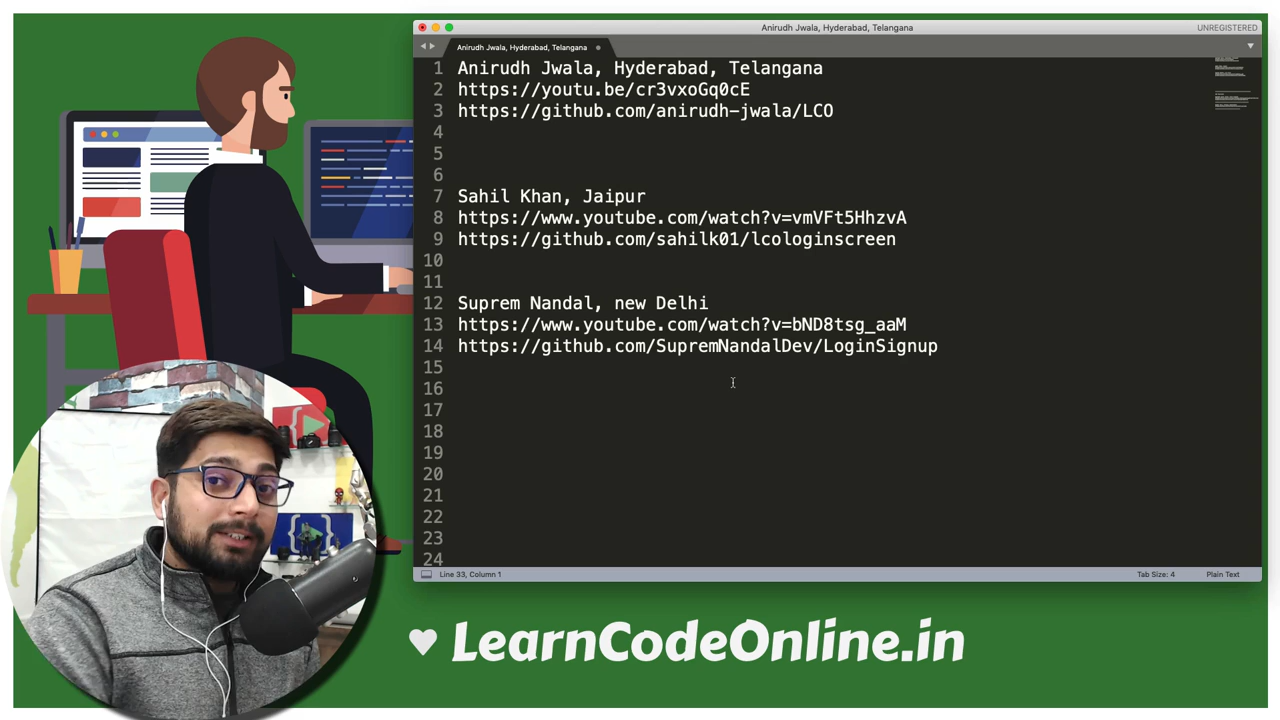 Anirudh Jwala, Hyderabad, Telangana
UNREGISTERED
Anirudh Jwala, Hyderabad, Telangana
1 Anirudh Jwala, Hyderabad, Telangana
2 https://youtu.be/cr3vxoGq0cE
3 https://github.com/anirudh-jwala/LCO
4
5
6
7 Sahil Khan, Jaipur
8 https://www.youtube.com/watch?v=vmVFt5HhzvA
9 https://github.com/sahilk01/lcologinscreen
10
11
12 Suprem Nandal, new Delhi
13 https://www.youtube.com/watch?v=bND8tsg_aaM
14 https://github.com/SupremNandalDev/LoginSignup
15
16
17
18
19
20
21
22
23
24
Line 33, Column 1
Tab Size: 4
Plain Text
LearnCodeOnline.in